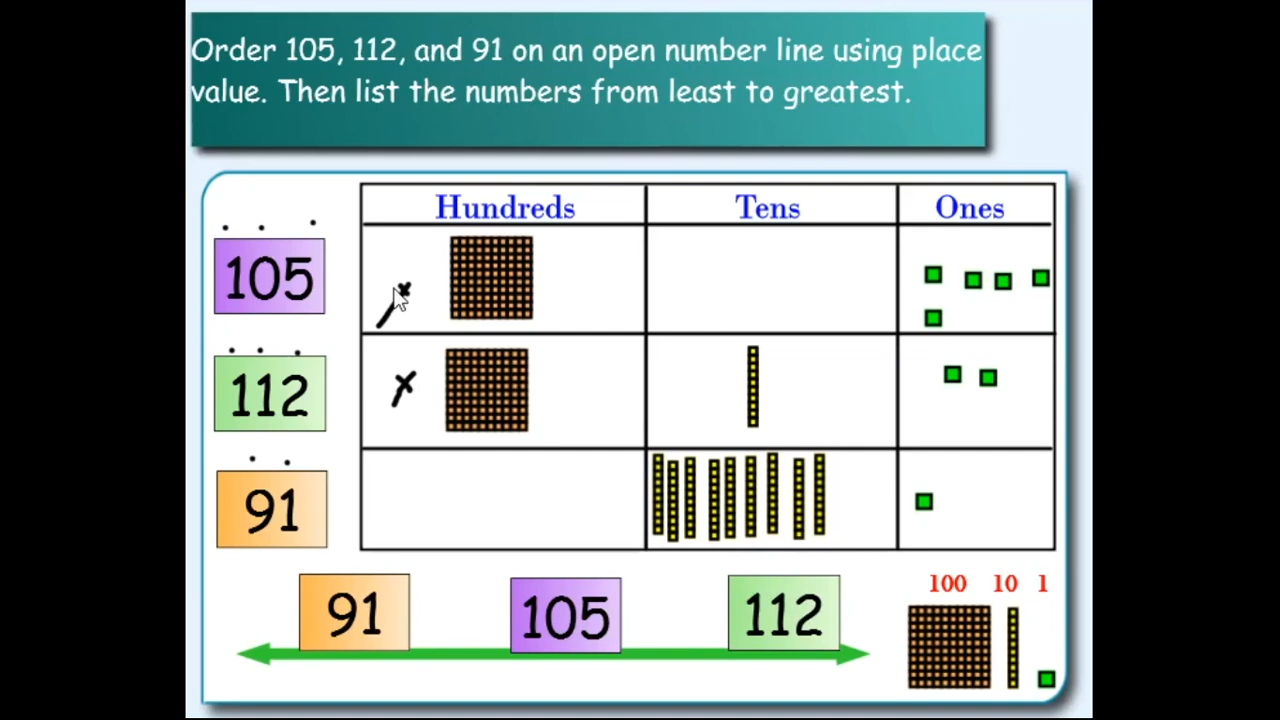 Order 105, 112, and 91 on an open number line using place
value. Then list the numbers from least to greatest.
Hundreds Tens Ones
105
112
91
91 105 112
100 10 1